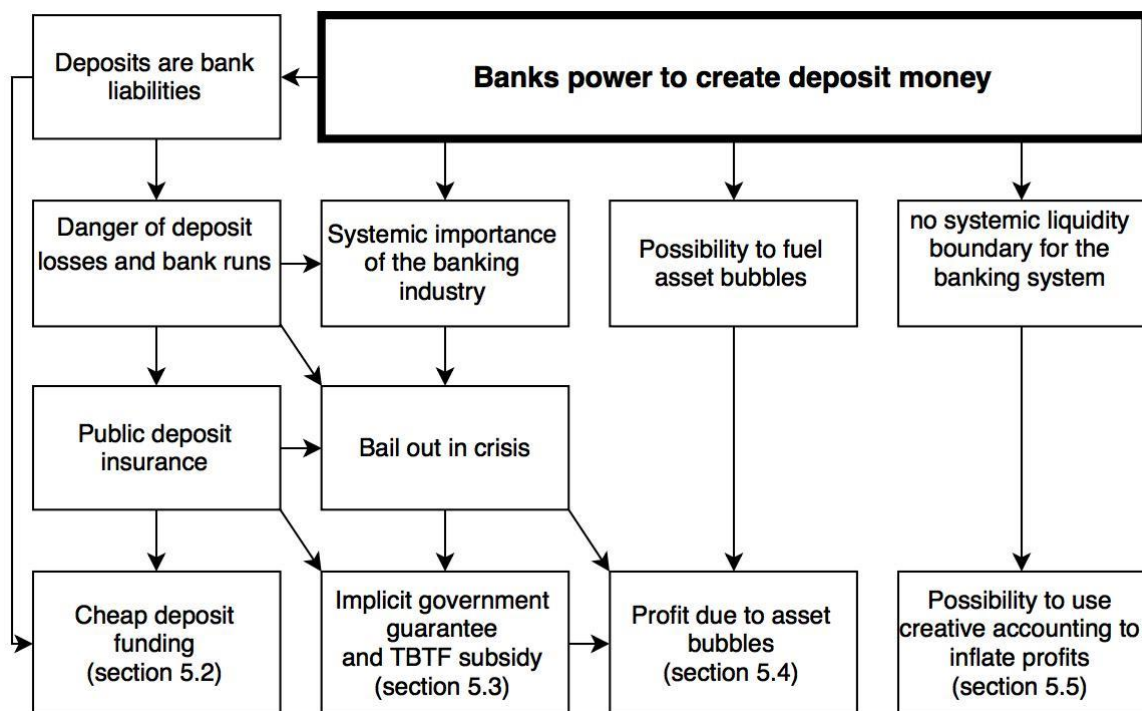 Deposits are bank
liabilities
Banks power to create deposit money
Danger of deposit
losses and bank runs
Systemic importance
of the banking
industry
Possibility to fuel
asset bubbles
no systemic liquidity
boundary for the
banking system
Public deposit
insurance
Bail out in crisis
Cheap deposit
funding
(section 5.2)
Implicit government
guarantee
and TBTF subsidy
(section 5.3)
Profit due to asset
bubbles
(section 5.4)
Possibility to use
creative accounting to
inflate profits
(section 5.5)